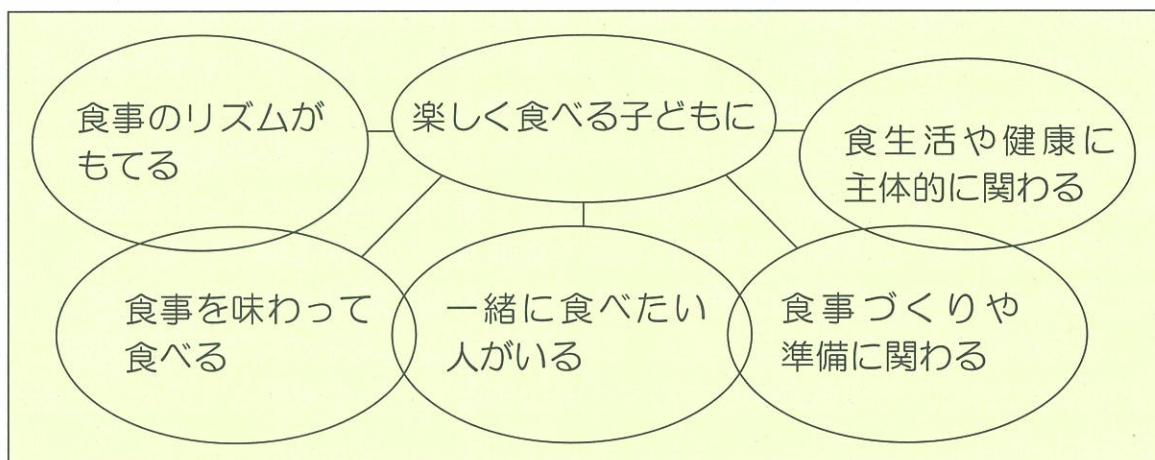 食事のリズムが
もてる
楽しく食べる子どもに
食生活や健康に
主体的に関わる
食事を味わって
食べる
一緒に食べたい
人がいる
食事づくりや
準備に関わる